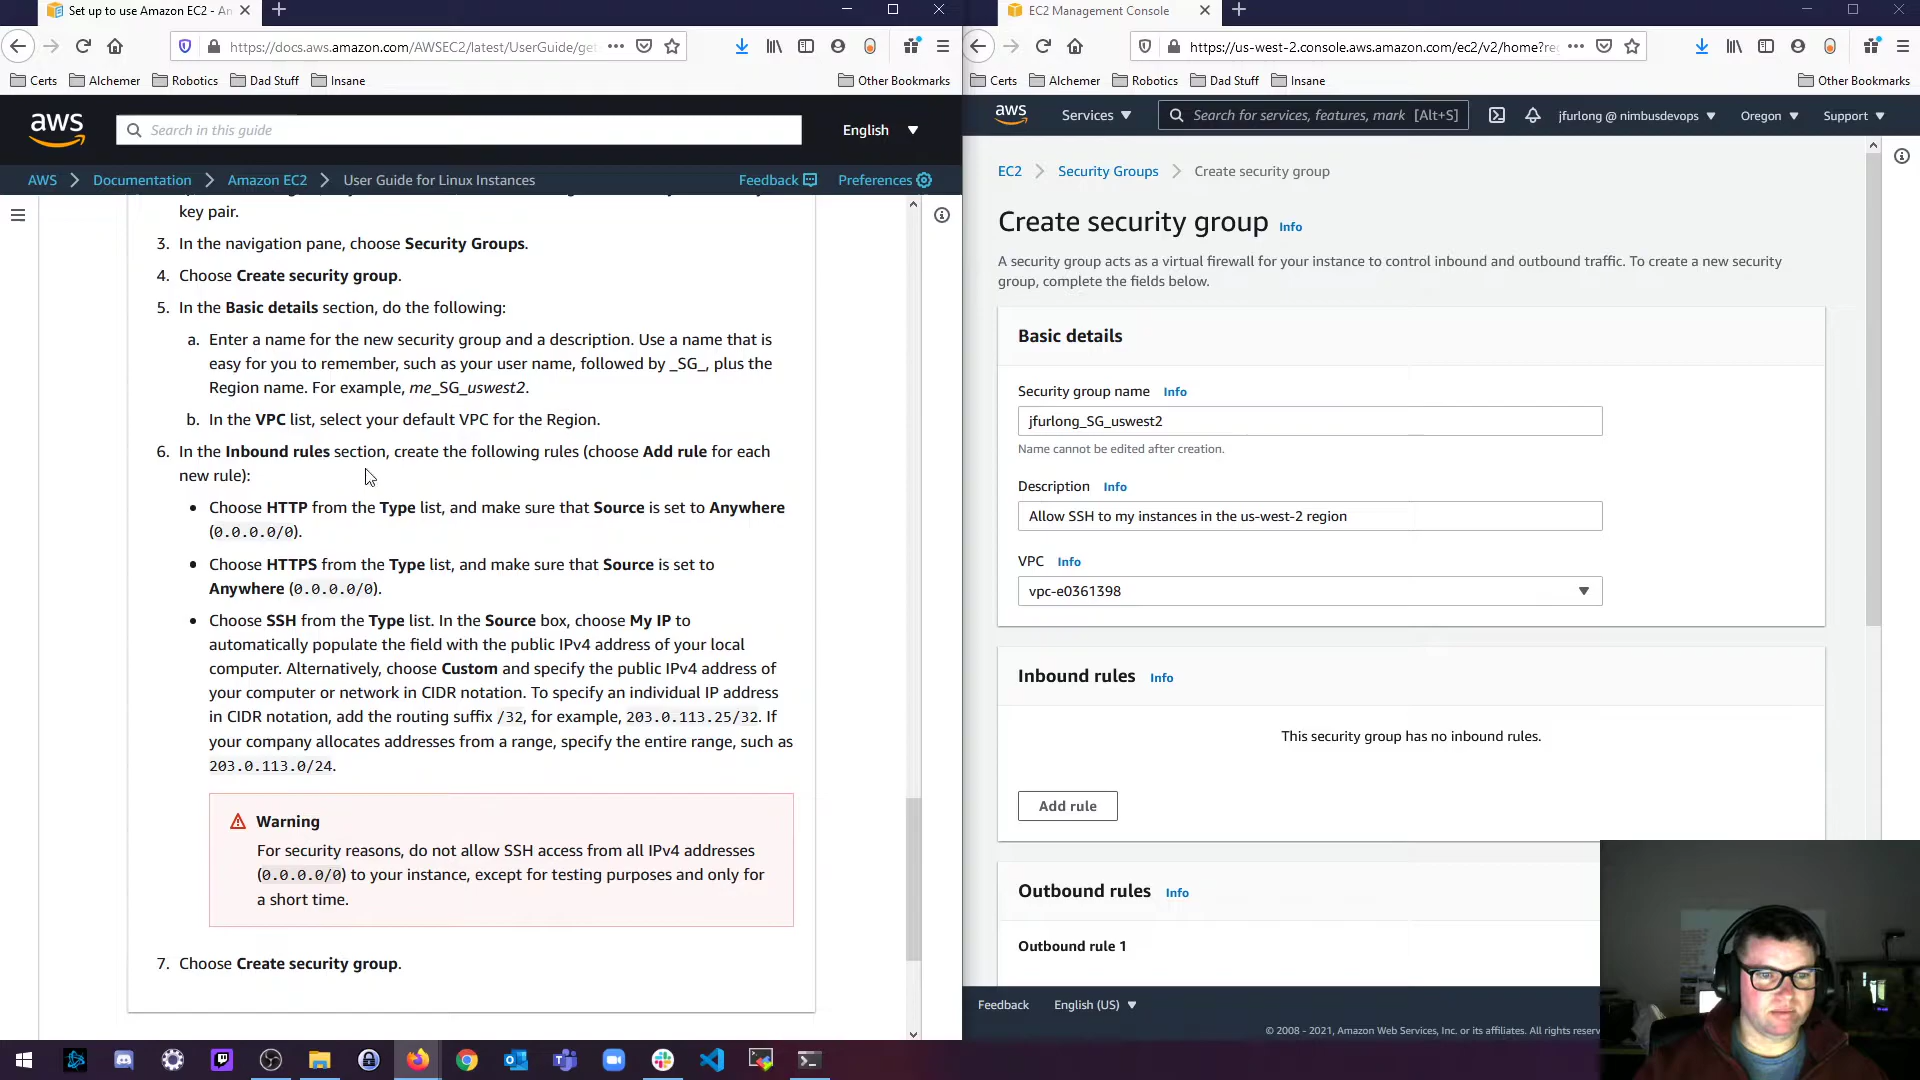 Set up to use Amazon EC2 - An
https://docs.aws.amazon.com/AWSEC2/latest/UserGuide/get
Certs
Alchemer
Robotics
Dad Stuff
Insane
Other Bookmarks
aws
Search in this guide
English
AWS
Documentation
Amazon EC2
User Guide for Linux Instances
Feedback
Preferences
key pair.
3. In the navigation pane, choose Security Groups.
4. Choose Create security group.
5. In the Basic details section, do the following:
a. Enter a name for the new security group and a description. Use a name that is
easy for you to remember, such as your user name, followed by _SG_, plus the
Region name. For example, me_SG_uswest2.
b. In the VPC list, select your default VPC for the Region.
6. In the Inbound rules section, create the following rules (choose Add rule for each
new rule):
• Choose HTTP from the Type list, and make sure that Source is set to Anywhere
(0.0.0.0/0).
• Choose HTTPS from the Type list, and make sure that Source is set to
Anywhere (0.0.0.0/0).
• Choose SSH from the Type list. In the Source box, choose My IP to
automatically populate the field with the public IPv4 address of your local
computer. Alternatively, choose Custom and specify the public IPv4 address of
your computer or network in CIDR notation. To specify an individual IP address
in CIDR notation, add the routing suffix /32, for example, 203.0.113.25/32. If
your company allocates addresses from a range, specify the entire range, such as
203.0.113.0/24.
Warning
For security reasons, do not allow SSH access from all IPv4 addresses
(0.0.0.0/0) to your instance, except for testing purposes and only for
a short time.
7. Choose Create security group.
EC2 Management Console
https://us-west-2.console.aws.amazon.com/ec2/v2/home?re
Certs
Alchemer
Robotics
Dad Stuff
Insane
Other Bookmarks
aws
Services
Search for services, features, mark [Alt+S]
jfurlong @ nimbusdevops
Oregon
Support
EC2
Security Groups
Create security group
Create security group Info
A security group acts as a virtual firewall for your instance to control inbound and outbound traffic. To create a new security
group, complete the fields below.
Basic details
Security group name Info
jfurlong_SG_uswest2
Name cannot be edited after creation.
Description Info
Allow SSH to my instances in the us-west-2 region
VPC Info
vpc-e0361398
Inbound rules Info
This security group has no inbound rules.
Add rule
Outbound rules Info
Outbound rule 1
Feedback
English (US)
© 2008 - 2021, Amazon Web Services, Inc. or its affiliates. All rights reserv